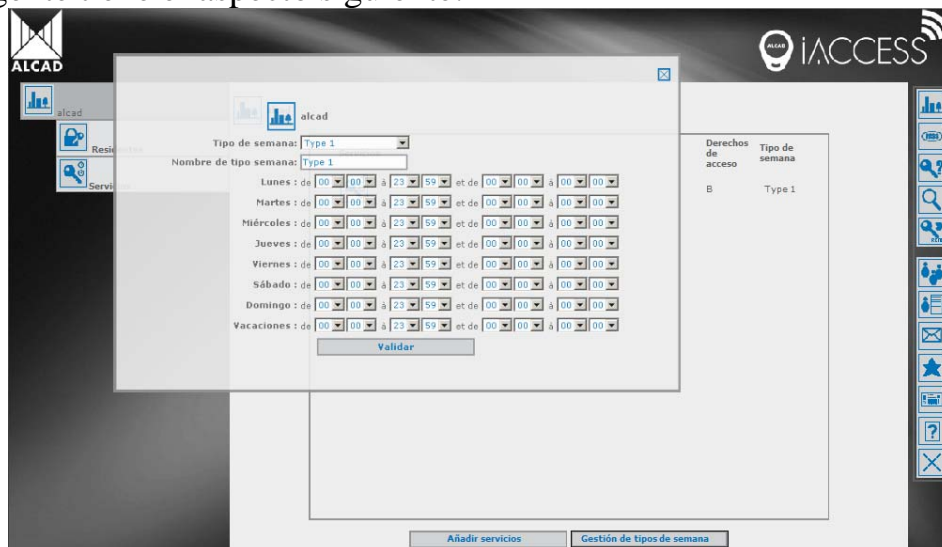 ALCAD
ALCAD iACCESS
alcad
alcad
Tipo de semana: Type 1
Nombre de tipo semana: Type 1
Lunes : de 00 00 à 23 59 et de 00 00 à 00 00
Martes : de 00 00 à 23 59 et de 00 00 à 00 00
Miércoles : de 00 00 à 23 59 et de 00 00 à 00 00
Jueves : de 00 00 à 23 59 et de 00 00 à 00 00
Viernes : de 00 00 à 23 59 et de 00 00 à 00 00
Sábado : de 00 00 à 23 59 et de 00 00 à 00 00
Domingo : de 00 00 à 23 59 et de 00 00 à 00 00
Vacaciones : de 00 00 à 23 59 et de 00 00 à 00 00
Validar
Derechos
de
acceso
Tipo de
semana
B Type 1
Añadir servicios
Gestión de tipos de semana